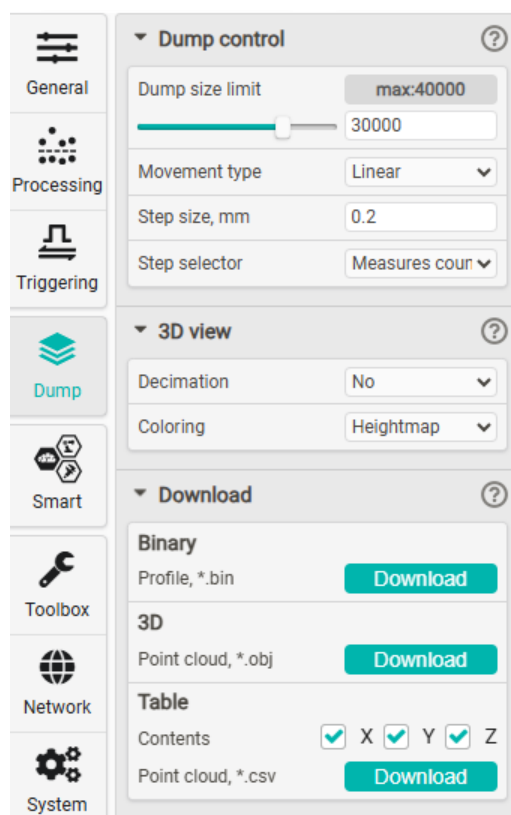 General
Processing
Triggering
Dump
Smart
Toolbox
Network
System
Dump control ?
Dump size limit max:40000
30000
Movement type Linear
Step size, mm 0.2
Step selector Measures coun
3D view ?
Decimation No
Coloring Heightmap
Download ?
Binary
Profile, *.bin Download
3D
Point cloud, *.obj Download
Table
Contents X Y Z
Point cloud, *.csv Download